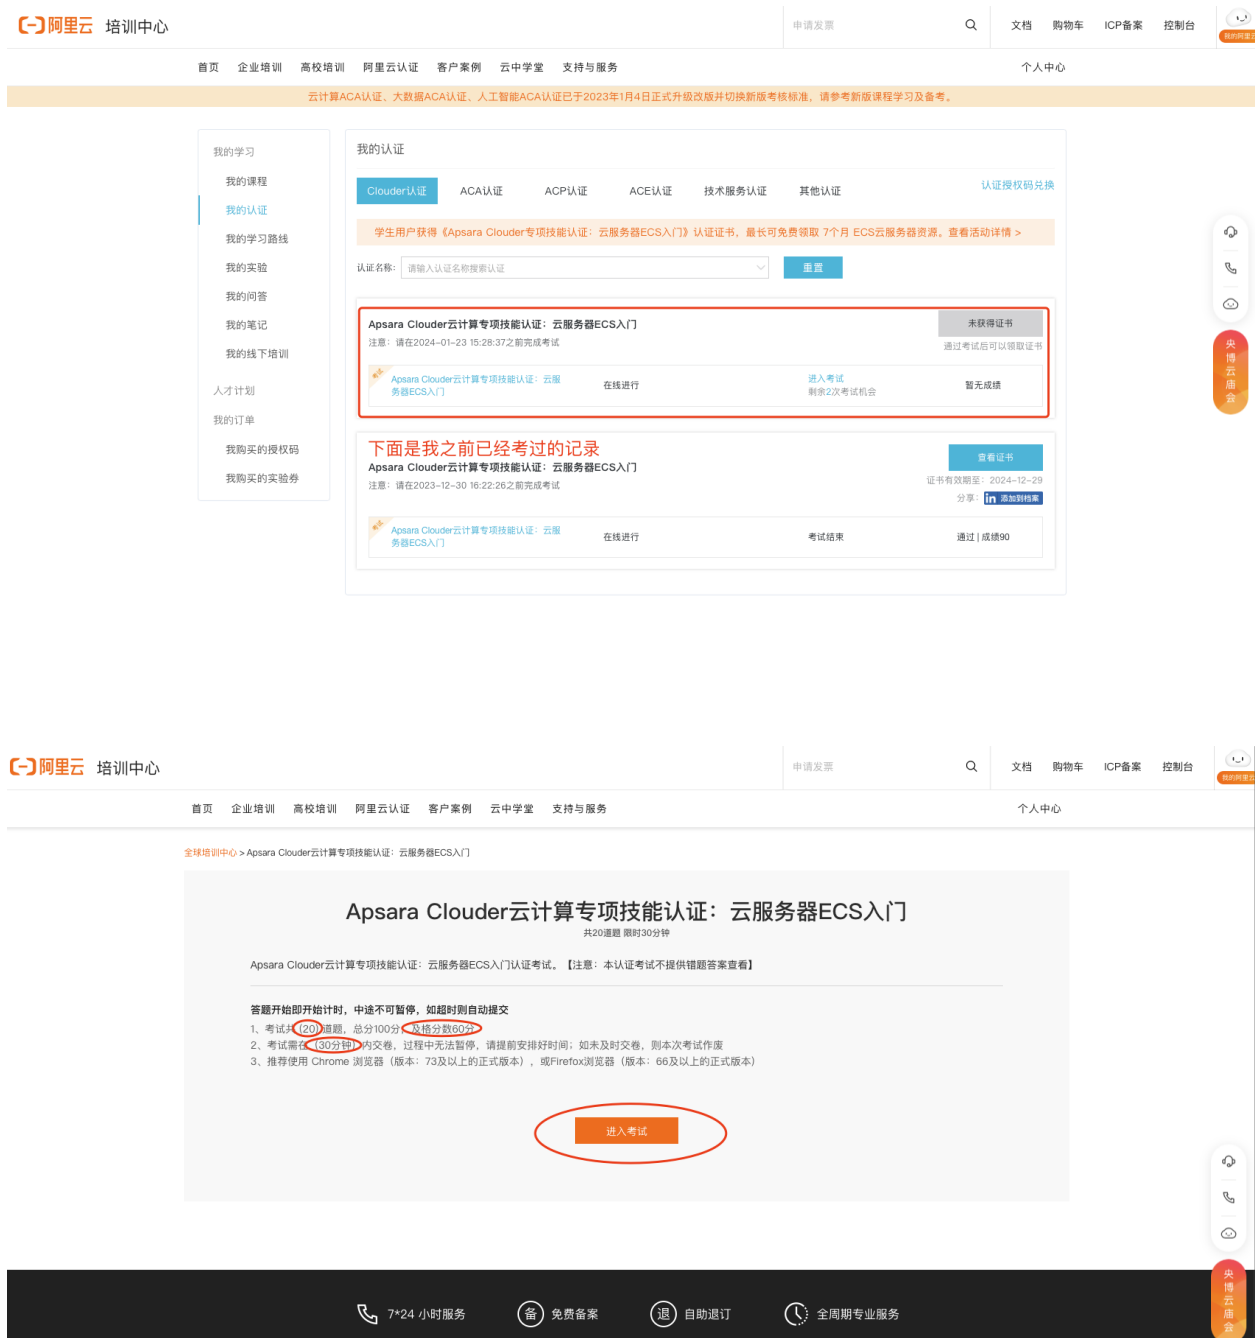 阿里云 培训中心
申请发票
文档 购物车 ICP备案 控制台
我的阿里云
首页 企业培训 高校培训 阿里云认证 客户案例 云中学堂 支持与服务 个人中心
云计算ACA认证、大数据ACA认证、人工智能ACA认证已于2023年1月4日正式升级改版并切换新版考核标准，请参考新版课程学习及备考。
我的学习
我的课程
我的认证
我的学习路线
我的实验
我的问答
我的笔记
我的线下培训
人才计划
我的订单
我购买的授权码
我购买的实验券
我的认证
Clouder认证 ACA认证 ACP认证 ACE认证 技术服务认证 其他认证 认证授权码兑换
学生用户获得《Apsara Clouder专项技能认证：云服务器ECS入门》认证证书，最长可免费领取 7个月 ECS云服务器资源。查看活动详情 >
认证名称: 请输入认证名称搜索认证 重置
Apsara Clouder云计算专项技能认证：云服务器ECS入门 未获得证书
注意：请在2024-01-23 15:28:37之前完成考试 通过考试后可以领取证书
考试
Apsara Clouder云计算专项技能认证：云服务器ECS入门 在线进行 进入考试 暂无成绩
剩余2次考试机会
下面是我之前已经考过的记录
Apsara Clouder云计算专项技能认证：云服务器ECS入门 查看证书
注意：请在2023-12-30 16:22:26之前完成考试 证书有效期至：2024-12-29
分享: in 添加到档案
考试
Apsara Clouder云计算专项技能认证：云服务器ECS入门 在线进行 考试结束 通过 | 成绩90
央博云庙会
阿里云 培训中心
申请发票
文档 购物车 ICP备案 控制台
我的阿里云
首页 企业培训 高校培训 阿里云认证 客户案例 云中学堂 支持与服务 个人中心
全球培训中心 > Apsara Clouder云计算专项技能认证：云服务器ECS入门
Apsara Clouder云计算专项技能认证：云服务器ECS入门
共20道题 限时30分钟
Apsara Clouder云计算专项技能认证：云服务器ECS入门认证考试。【注意：本认证考试不提供错题答案查看】
答题开始即开始计时，中途不可暂停，如超时则自动提交
1、考试共 (20) 道题，总分100分，及格分数60分
2、考试需在（30分钟）内交卷，过程中无法暂停，请提前安排好时间；如未及时交卷，则本次考试作废
3、推荐使用 Chrome 浏览器（版本：73及以上的正式版本），或Firefox浏览器（版本：66及以上的正式版本）
进入考试
央博云庙会
7*24 小时服务 备 免费备案 退 自助退订 全周期专业服务